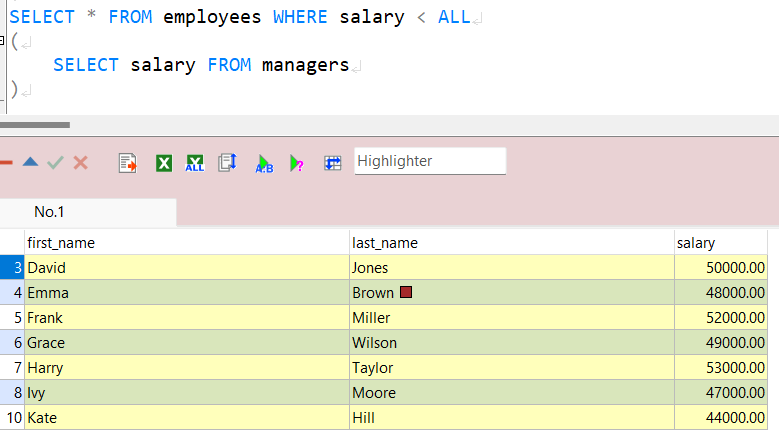 SELECT * FROM employees WHERE salary < ALL
(
SELECT salary FROM managers
)
ALL
A:B
?
Highlighter
No.1
first_name last_name salary
3 David Jones 50000.00
4 Emma Brown 48000.00
5 Frank Miller 52000.00
6 Grace Wilson 49000.00
7 Harry Taylor 53000.00
8 Ivy Moore 47000.00
10 Kate Hill 44000.00